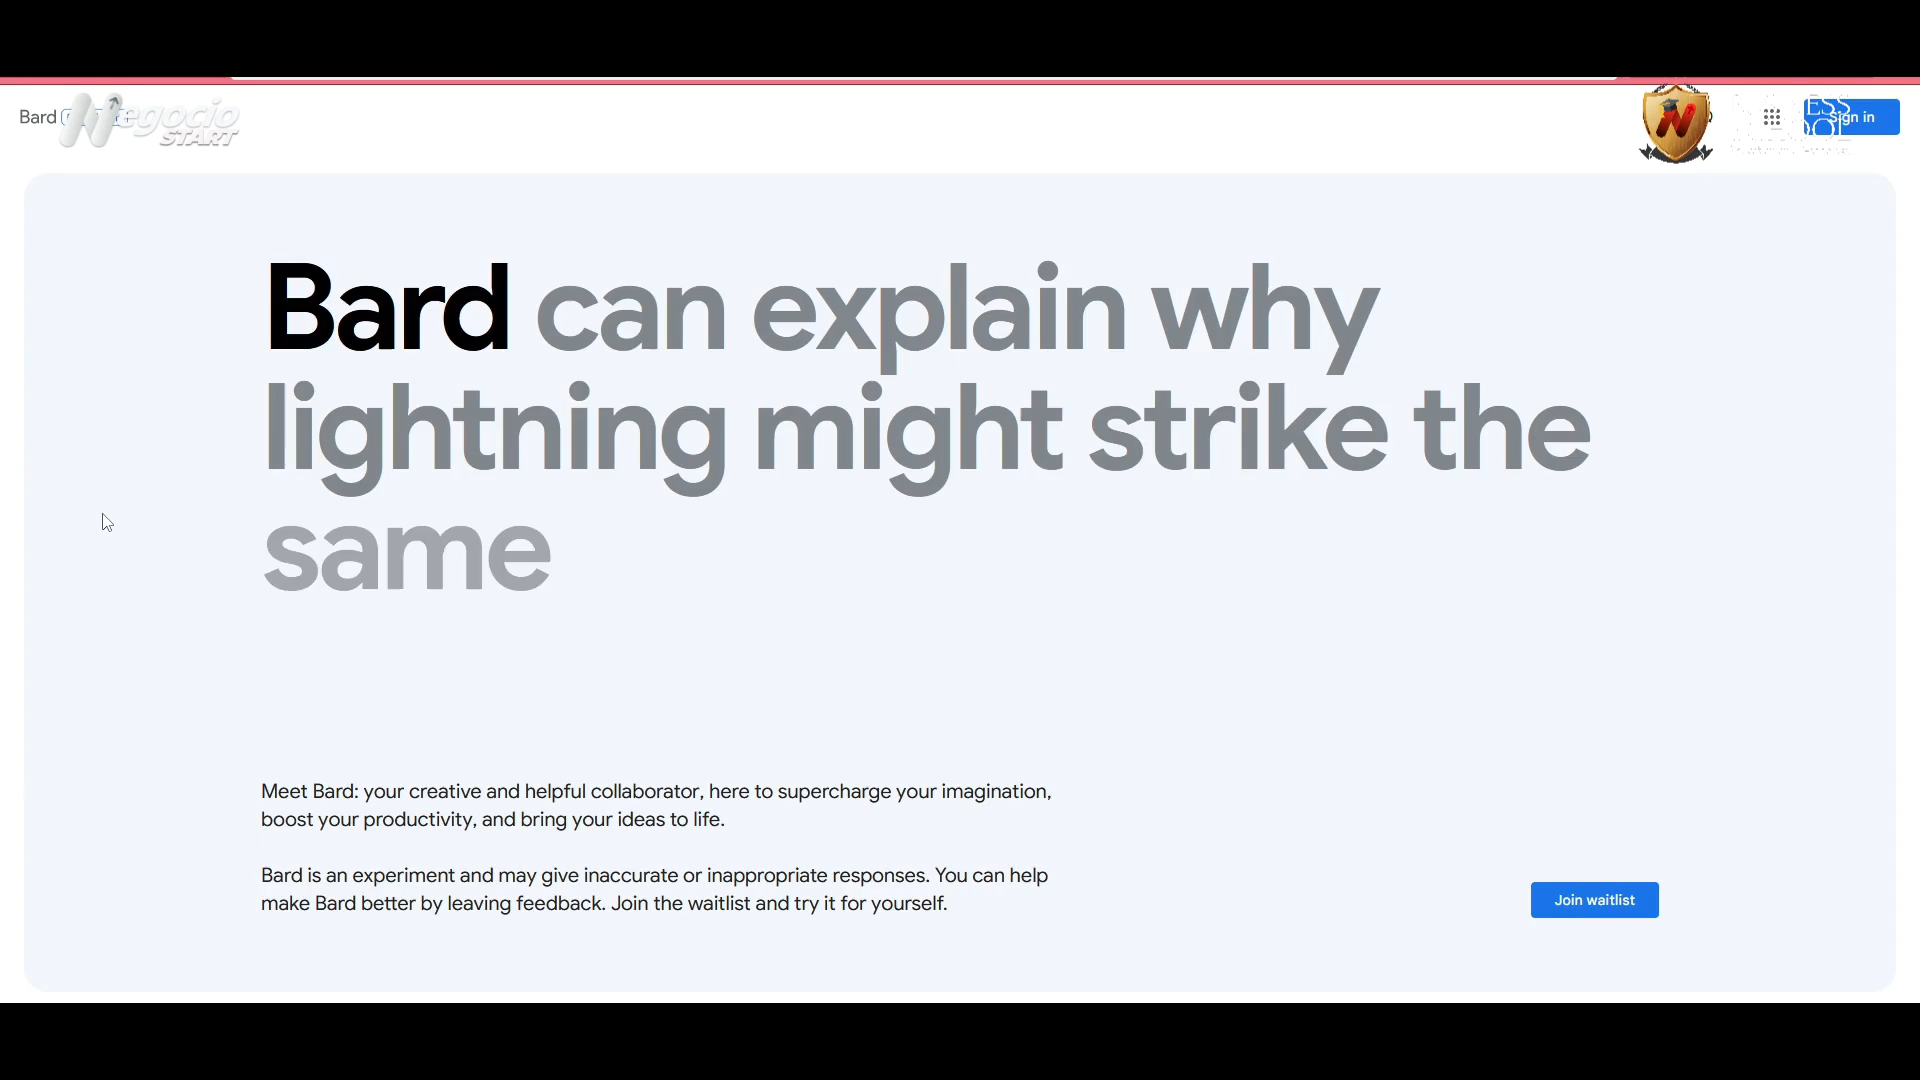 Bard
Negocio
START
Sign in
Bard can explain why
lightning might strike the
same
Meet Bard: your creative and helpful collaborator, here to supercharge your imagination,
boost your productivity, and bring your ideas to life.
Bard is an experiment and may give inaccurate or inappropriate responses. You can help
make Bard better by leaving feedback. Join the waitlist and try it for yourself.
Join waitlist